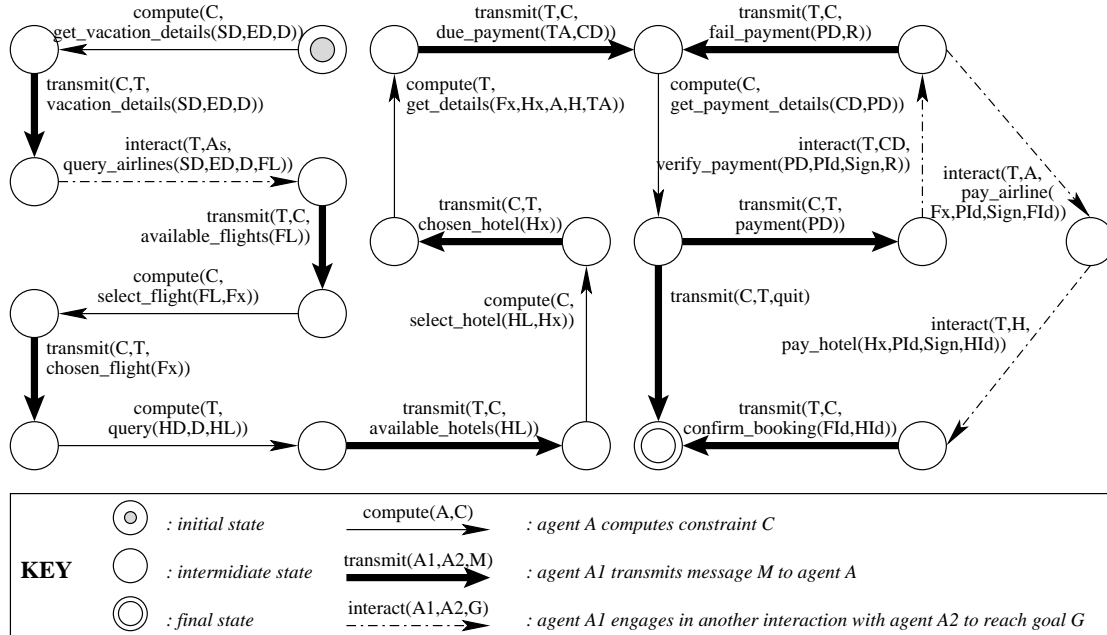 compute(C,
get_vacation_details(SD,ED,D))
transmit(C,T,
vacation_details(SD,ED,D))
interact(T,As,
query_airlines(SD,ED,D,FL))
transmit(T,C,
available_flights(FL))
compute(C,
select_flight(FL,Fx))
transmit(C,T,
chosen_flight(Fx))
compute(T,
query(HD,D,HL))
transmit(T,C,
available_hotels(HL))
compute(C,
select_hotel(HL,Hx))
transmit(C,T,
chosen_hotel(Hx))
compute(T,
get_details(Fx,Hx,A,H,TA))
transmit(T,C,
due_payment(TA,CD))
compute(C,
get_payment_details(CD,PD))
transmit(C,T,
payment(PD))
interact(T,CD,
verify_payment(PD,PId,Sign,R))
transmit(T,C,
fail_payment(PD,R))
interact(T,A,
pay_airline(
Fx,PId,Sign,FId))
interact(T,H,
pay_hotel(Hx,PId,Sign,HId))
transmit(T,C,
confirm_booking(FId,HId))
transmit(C,T,quit)
KEY
: initial state
compute(A,C)
: agent A computes constraint C
: intermidiate state
transmit(A1,A2,M)
: agent A1 transmits message M to agent A
: final state
interact(A1,A2,G)
: agent A1 engages in another interaction with agent A2 to reach goal G